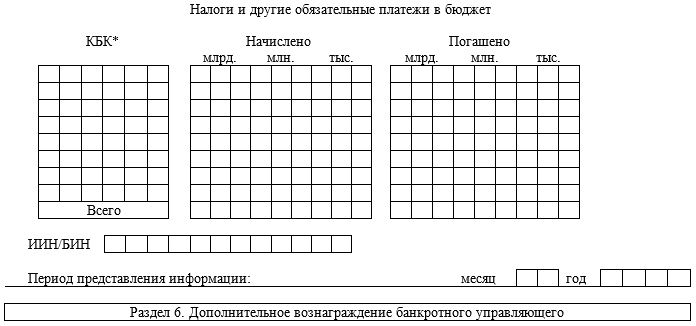 Налоги и другие обязательные платежи в бюджет
КБК* Начислено Погашено
млрд. млн. тыс. млрд. млн. тыс.
Всего
ИИН/БИН
Период представления информации: месяц год
Раздел 6. Дополнительное вознаграждение банкротного управляющего